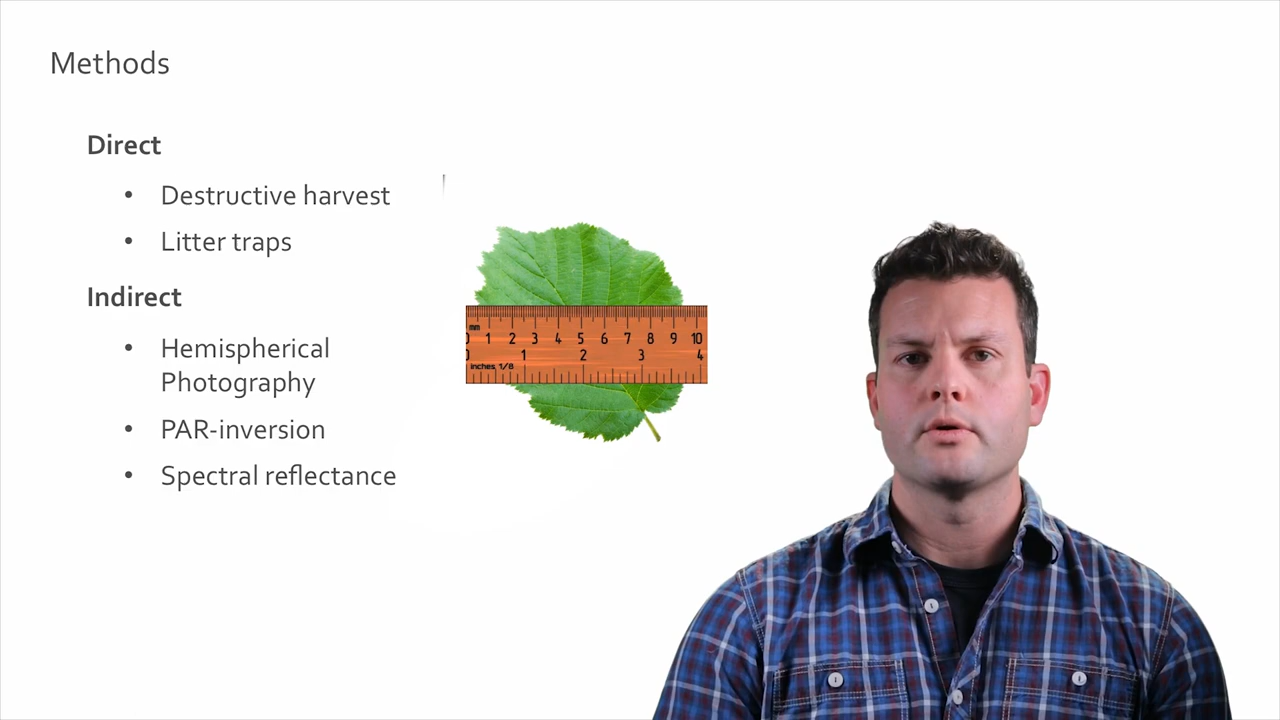 Methods
Direct
• Destructive harvest
• Litter traps
Indirect
• Hemispherical
Photography
• PAR-inversion
• Spectral reflectance
mm
0 1 2 3 4 5 6 7 8 9 10
0 1 2 3 4
inches 1/8